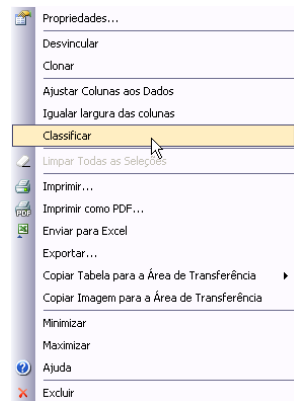 Propriedades...
Desvincular
Clonar
Ajustar Colunas aos Dados
Igualar largura das colunas
Classificar
Limpar Todas as Seleções
Imprimir...
Imprimir como PDF...
Enviar para Excel
Exportar...
Copiar Tabela para a Área de Transferência
Copiar Imagem para a Área de Transferência
Minimizar
Maximizar
Ajuda
Excluir